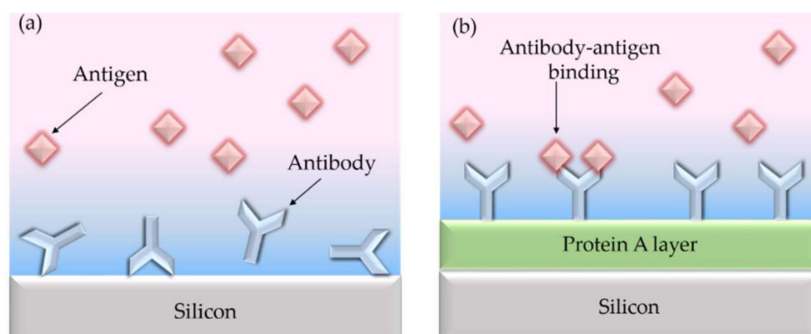 (a)
Antigen
Antibody
Silicon
(b)
Antibody-antigen
binding
Protein A layer
Silicon